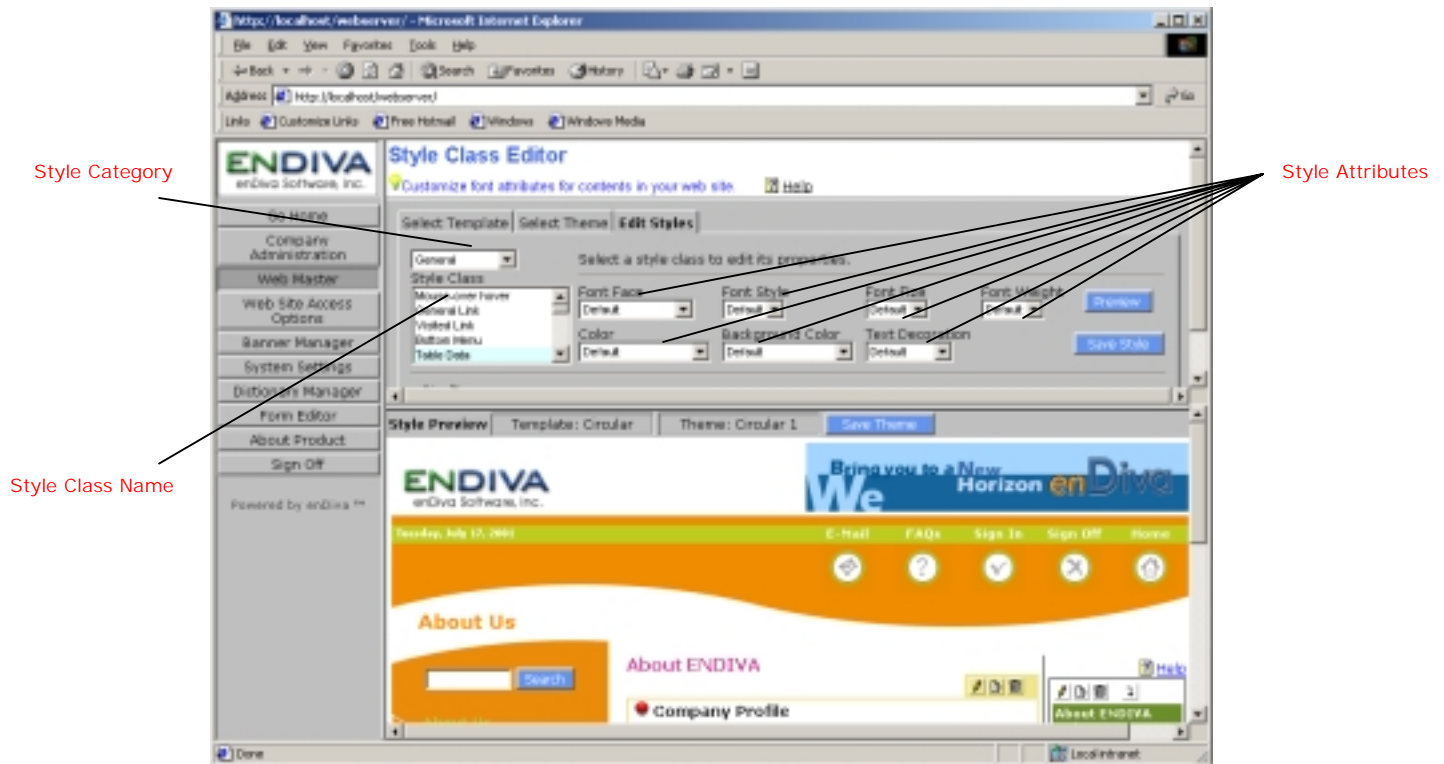 http://localhost/webserver/ - Microsoft Internet Explorer
File Edit View Favorites Tools Help
Back Search Favorites History
Address http://localhost/webserver/ Go
Links Customize Links Free Hotmail Windows Windows Media
ENDIVA
enDiva Software, Inc.
Style Class Editor
Customize font attributes for contents in your web site. Help
Style Category
Style Attributes
Go Home
Company Administration
Web Master
Web Site Access Options
Banner Manager
System Settings
Dictionary Manager
Form Editor
About Product
Sign Off
Powered by enDiva ™
Select Template Select Theme Edit Styles
General Select a style class to edit its properties.
Style Class
Mouse-over hover
General Link
Visited Link
Button Menu
Table Data
Font Face Font Style Font Size Font Weight
Default Default Default Default Preview
Color Background Color Text Decoration
Default Default Default Save Style
Style Class Name
Style Preview Template: Circular Theme: Circular 1 Save Theme
ENDIVA
enDiva Software, Inc.
Bring you to a New
We Horizon enDiva
Tuesday, July 17, 2001 E-Mail FAQs Sign In Sign Off Home
About Us
Search
About Us
About ENDIVA
Help
Company Profile
About ENDIVA
Done Local intranet